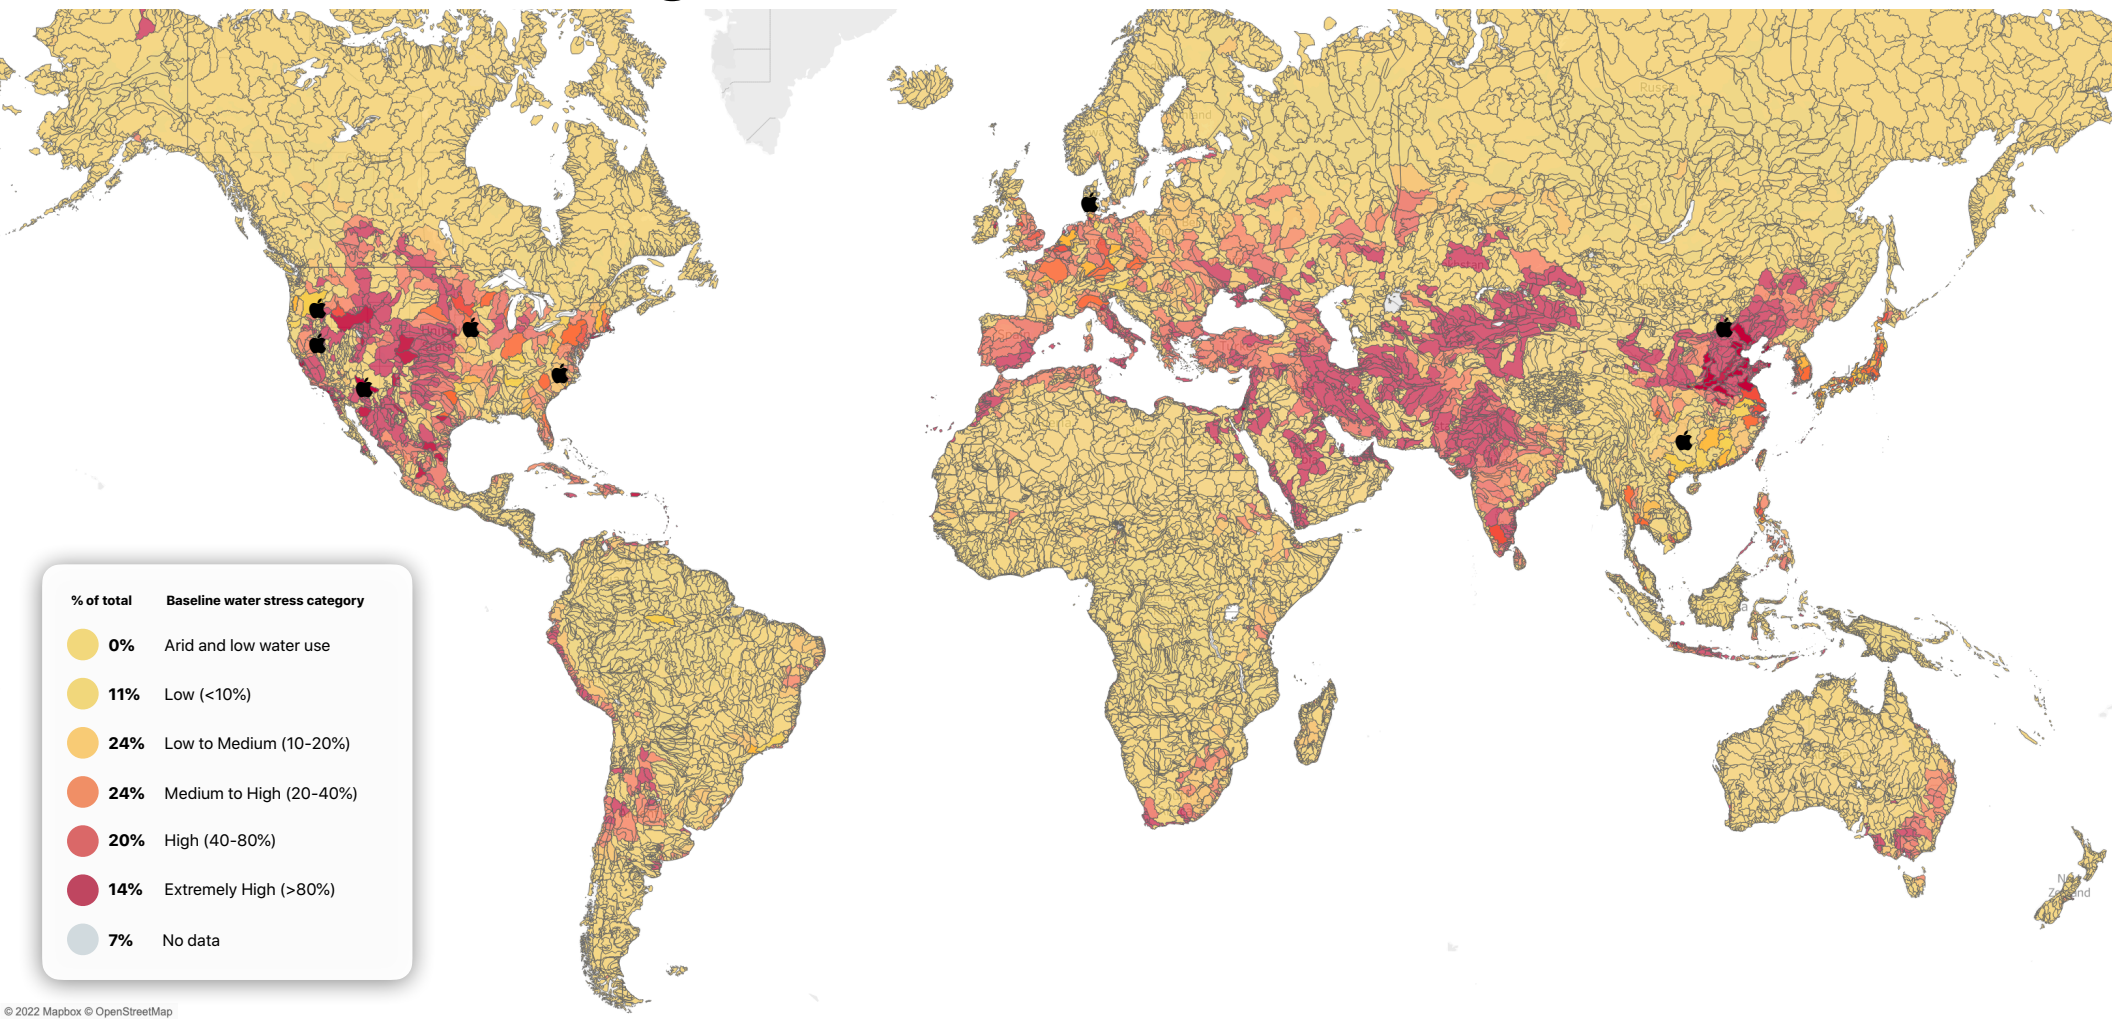 Russia
% of total Baseline water stress category
0% Arid and low water use
11% Low (<10%)
24% Low to Medium (10-20%)
24% Medium to High (20-40%)
20% High (40-80%)
14% Extremely High (>80%)
7% No data
© 2022 Mapbox © OpenStreetMap